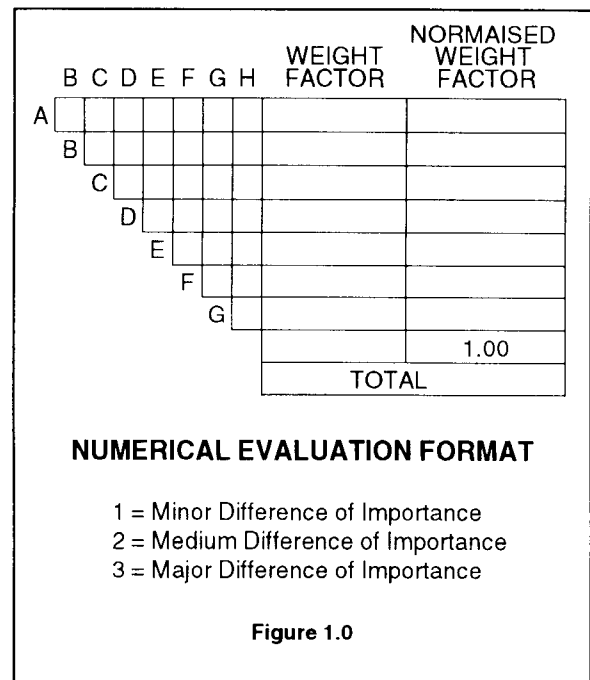 NORMAISED
WEIGHT WEIGHT
B C D E F G H FACTOR FACTOR
A
B
C
D
E
F
G
1.00
TOTAL
NUMERICAL EVALUATION FORMAT
1 = Minor Difference of Importance
2 = Medium Difference of Importance
3 = Major Difference of Importance
Figure 1.0